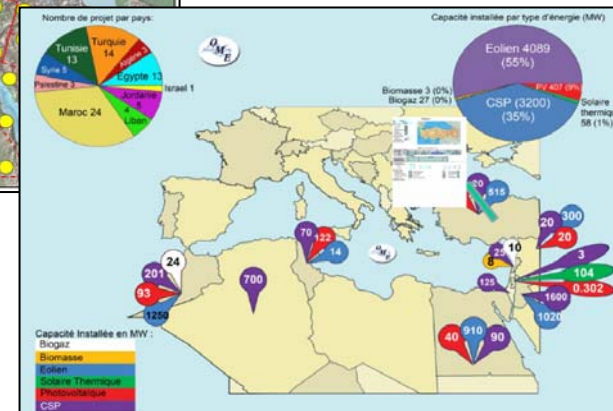 Nombre de projet par pays:
Tunisie
13
Turquie
14
Algérie 3
Egypte 13
Israel 1
Jordanie
4
Liban
Maroc 24
Palestine 3
Syrie 5
OME
Capacité installée par type d'énergie (MW)
Eolien 4089
(55%)
PV 407 (9%)
Solaire
thermiqu
58 (1%)
CSP (3200)
(35%)
Biomasse 3 (0%)
Biogaz 27 (0%)
20
515
70
122
14
OME
20
300
20
25
10
8
3
104
0.302
125
1600
1020
24
201
93
1250
700
40
910
90
Capacité Installée en MW :
Biogaz
Biomasse
Eolien
Solaire Thermique
Photovoltaïque
CSP